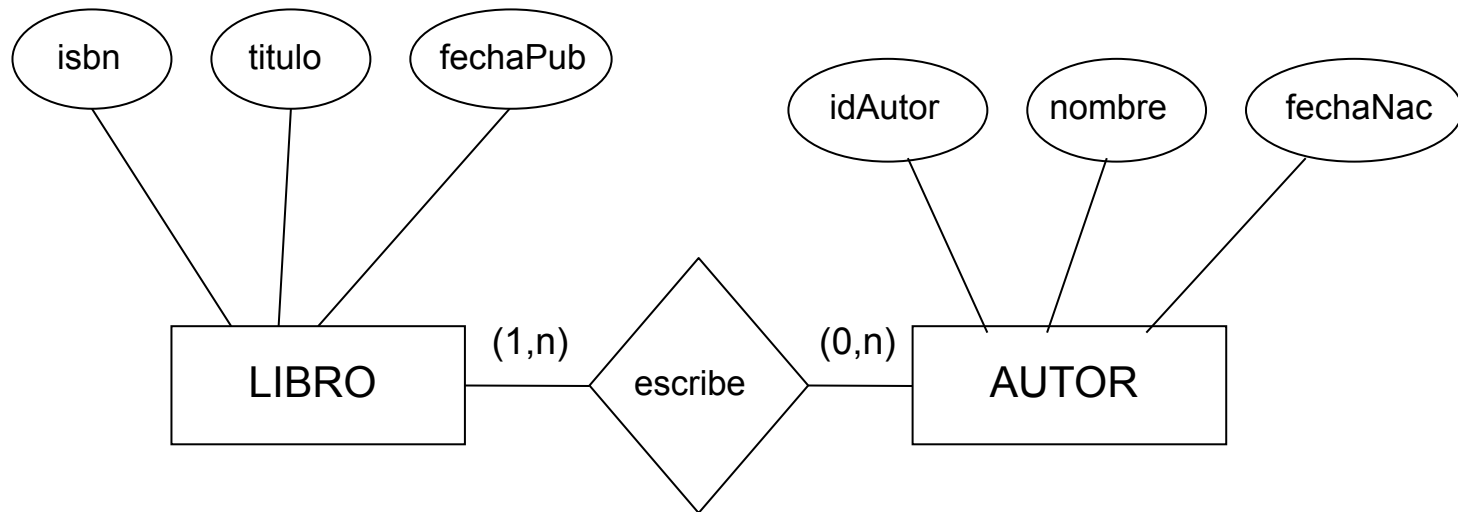 isbn
titulo
fechaPub
idAutor
nombre
fechaNac
LIBRO
(1,n)
escribe
(0,n)
AUTOR